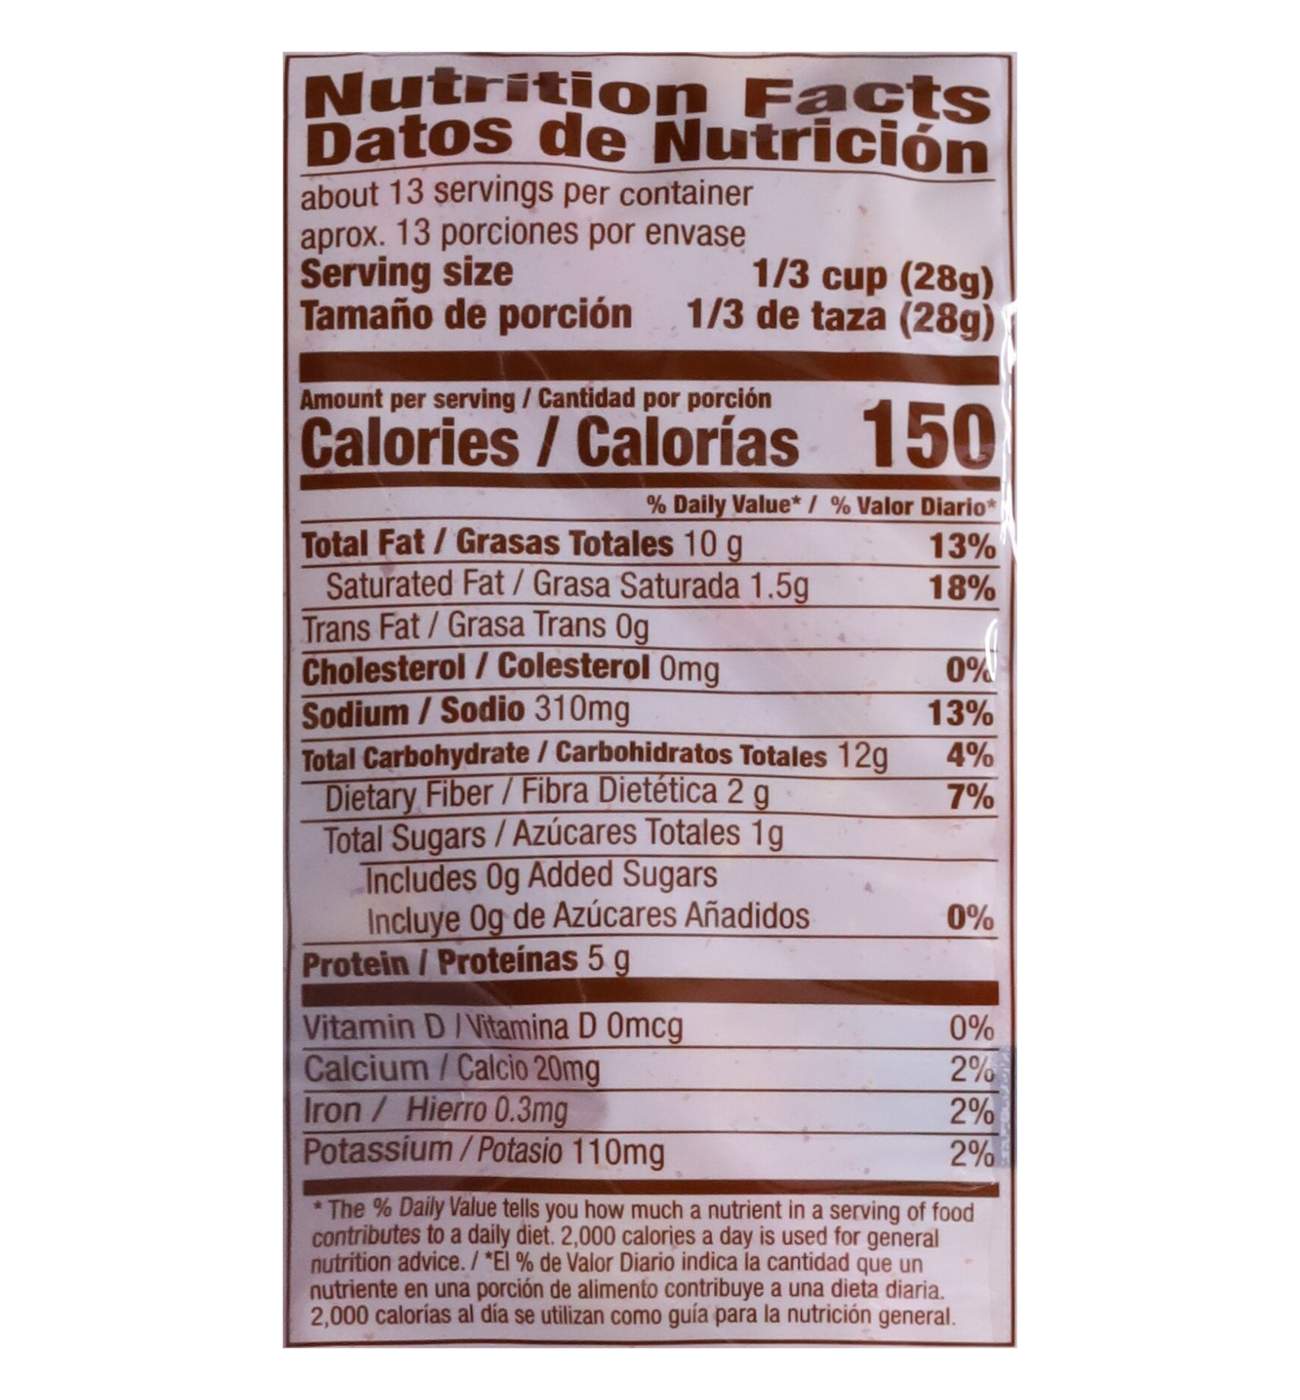 Nutrition Facts
Datos de Nutrición
about 13 servings per container
aprox. 13 porciones por envase
Serving size 1/3 cup (28g)
Tamaño de porción 1/3 de taza (28g)
Amount per serving / Cantidad por porción
Calories / Calorías 150
% Daily Value* / % Valor Diario*
Total Fat / Grasas Totales 10 g 13%
Saturated Fat / Grasa Saturada 1.5g 18%
Trans Fat / Grasa Trans 0g
Cholesterol / Colesterol 0mg 0%
Sodium / Sodio 310mg 13%
Total Carbohydrate / Carbohidratos Totales 12g 4%
Dietary Fiber / Fibra Dietética 2 g 7%
Total Sugars / Azúcares Totales 1g
Includes 0g Added Sugars
Incluye 0g de Azúcares Añadidos 0%
Protein / Proteínas 5 g
Vitamin D / Vitamina D 0mcg 0%
Calcium / Calcio 20mg 2%
Iron / Hierro 0.3mg 2%
Potassium / Potasio 110mg 2%
* The % Daily Value tells you how much a nutrient in a serving of food
contributes to a daily diet. 2,000 calories a day is used for general
nutrition advice. / *El % de Valor Diario indica la cantidad que un
nutriente en una porción de alimento contribuye a una dieta diaria.
2,000 calorías al día se utilizan como guía para la nutrición general.